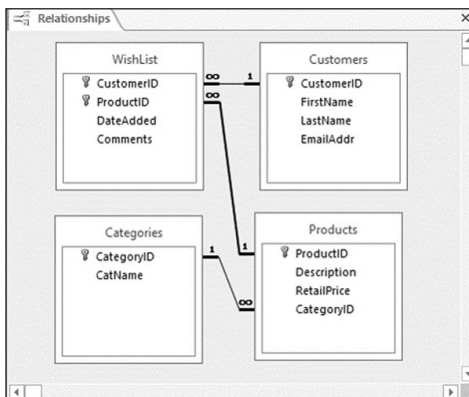 Relationships
WishList
CustomerID
ProductID
DateAdded
Comments
∞ 1
∞
Customers
CustomerID
FirstName
LastName
EmailAddr
Categories
CategoryID
CatName
1
1
∞
Products
ProductID
Description
RetailPrice
CategoryID